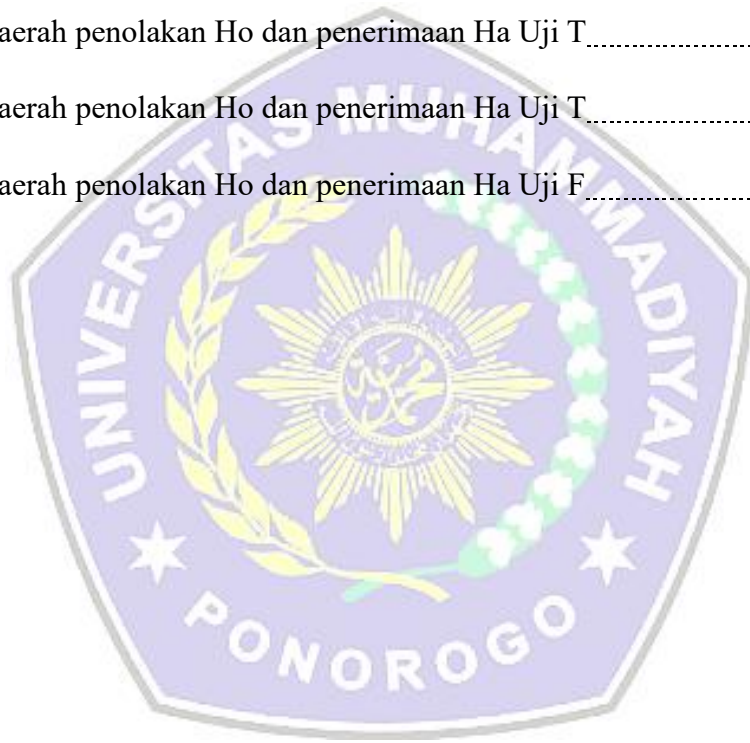 aerah penolakan Ho dan penerimaan Ha Uji T
aerah penolakan Ho dan penerimaan Ha Uji T
aerah penolakan Ho dan penerimaan Ha Uji F
UNIVERSITAS MUHAMMADIYAH
PONOROGO